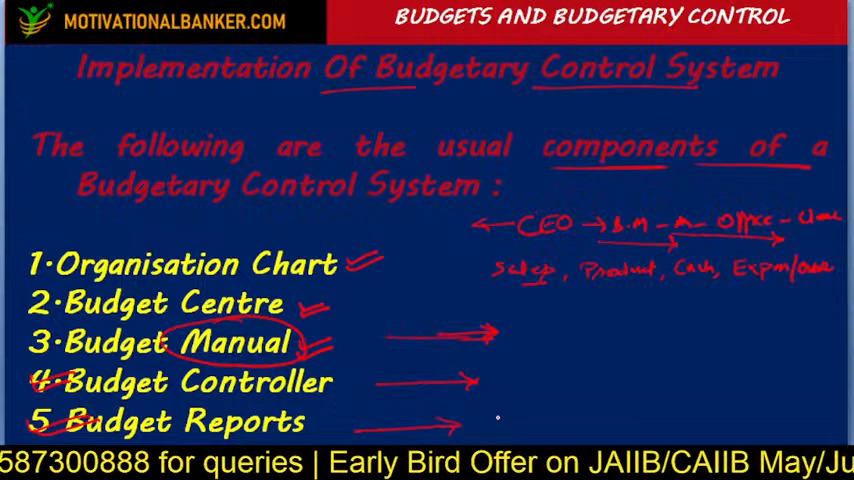 MOTIVATIONALBANKER.COM
BUDGETS AND BUDGETARY CONTROL
Implementation Of Budgetary Control System
The following are the usual components of a
Budgetary Control System :
CEO B.M - A - Office -
1.Organisation Chart
Product, Cash,
2.Budget Centre
3.Budget Manual
4.Budget Controller
5 Budget Reports
587300888 for queries | Early Bird Offer on JAIIB/CAIIB May/Ju